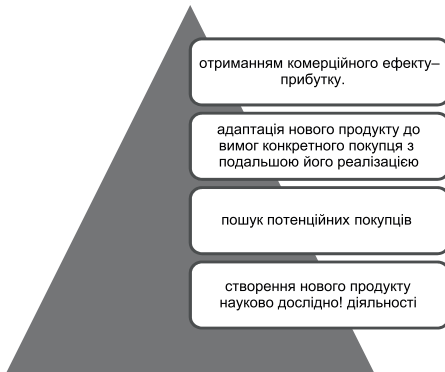 отриманням комерційного ефекту–
прибутку.
адаптація нового продукту до
вимог конкретного покупця з
подальшою його реалізацією
пошук потенційних покупців
створення нового продукту
науково дослідно! діяльності